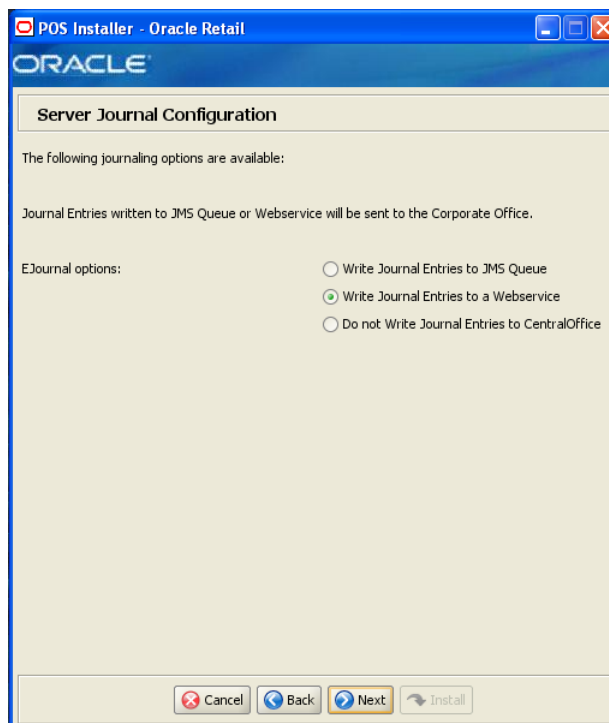 POS Installer - Oracle Retail
ORACLE
Server Journal Configuration
The following journaling options are available:
Journal Entries written to JMS Queue or Webservice will be sent to the Corporate Office.
EJournal options:
Write Journal Entries to JMS Queue
Write Journal Entries to a Webservice
Do not Write Journal Entries to CentralOffice
Cancel Back Next Install